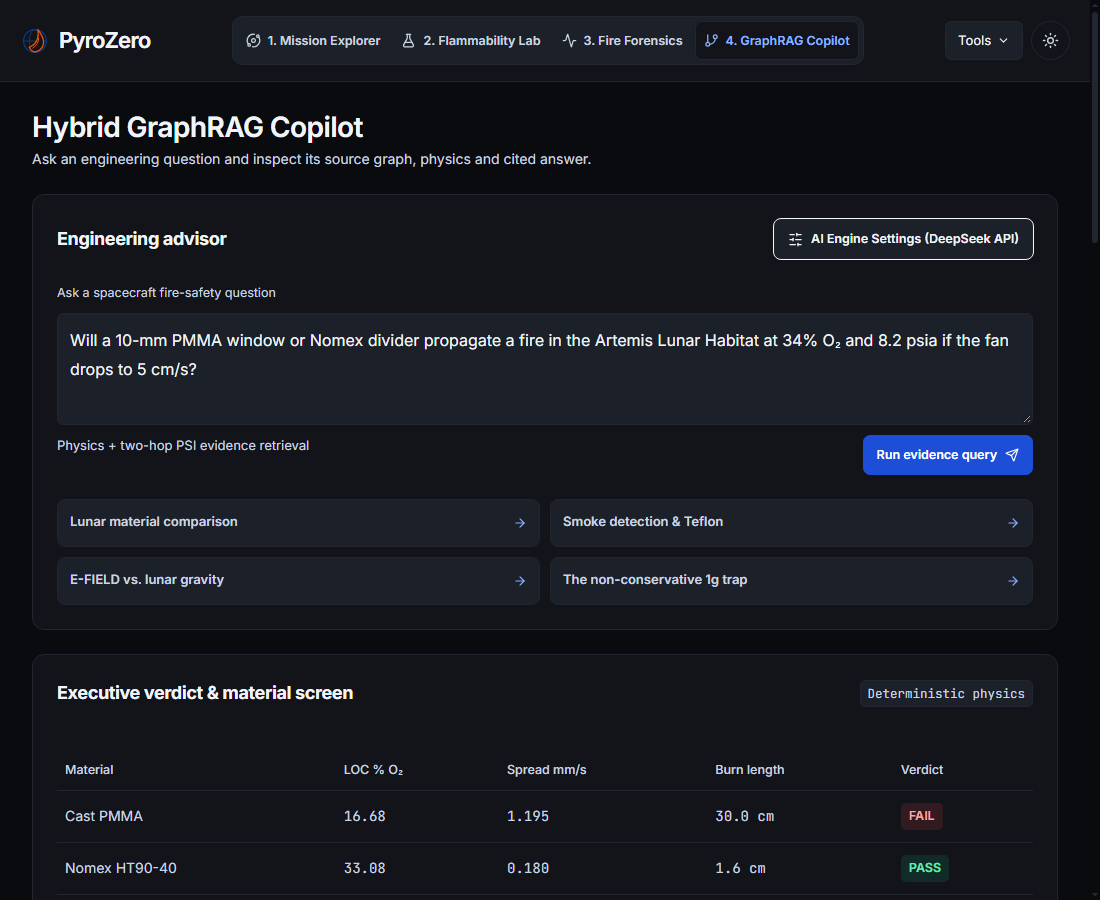 PyroZero
1. Mission Explorer
2. Flammability Lab
3. Fire Forensics
4. GraphRAG Copilot
Tools
Hybrid GraphRAG Copilot
Ask an engineering question and inspect its source graph, physics and cited answer.
Engineering advisor
AI Engine Settings (DeepSeek API)
Ask a spacecraft fire-safety question
Will a 10-mm PMMA window or Nomex divider propagate a fire in the Artemis Lunar Habitat at 34% O₂ and 8.2 psia if the fan
drops to 5 cm/s?
Physics + two-hop PSI evidence retrieval
Run evidence query
Lunar material comparison
Smoke detection & Teflon
E-FIELD vs. lunar gravity
The non-conservative 1g trap
Executive verdict & material screen
Deterministic physics
Material LOC % O₂ Spread mm/s Burn length Verdict
Cast PMMA 16.68 1.195 30.0 cm FAIL
Nomex HT90-40 33.08 0.180 1.6 cm PASS